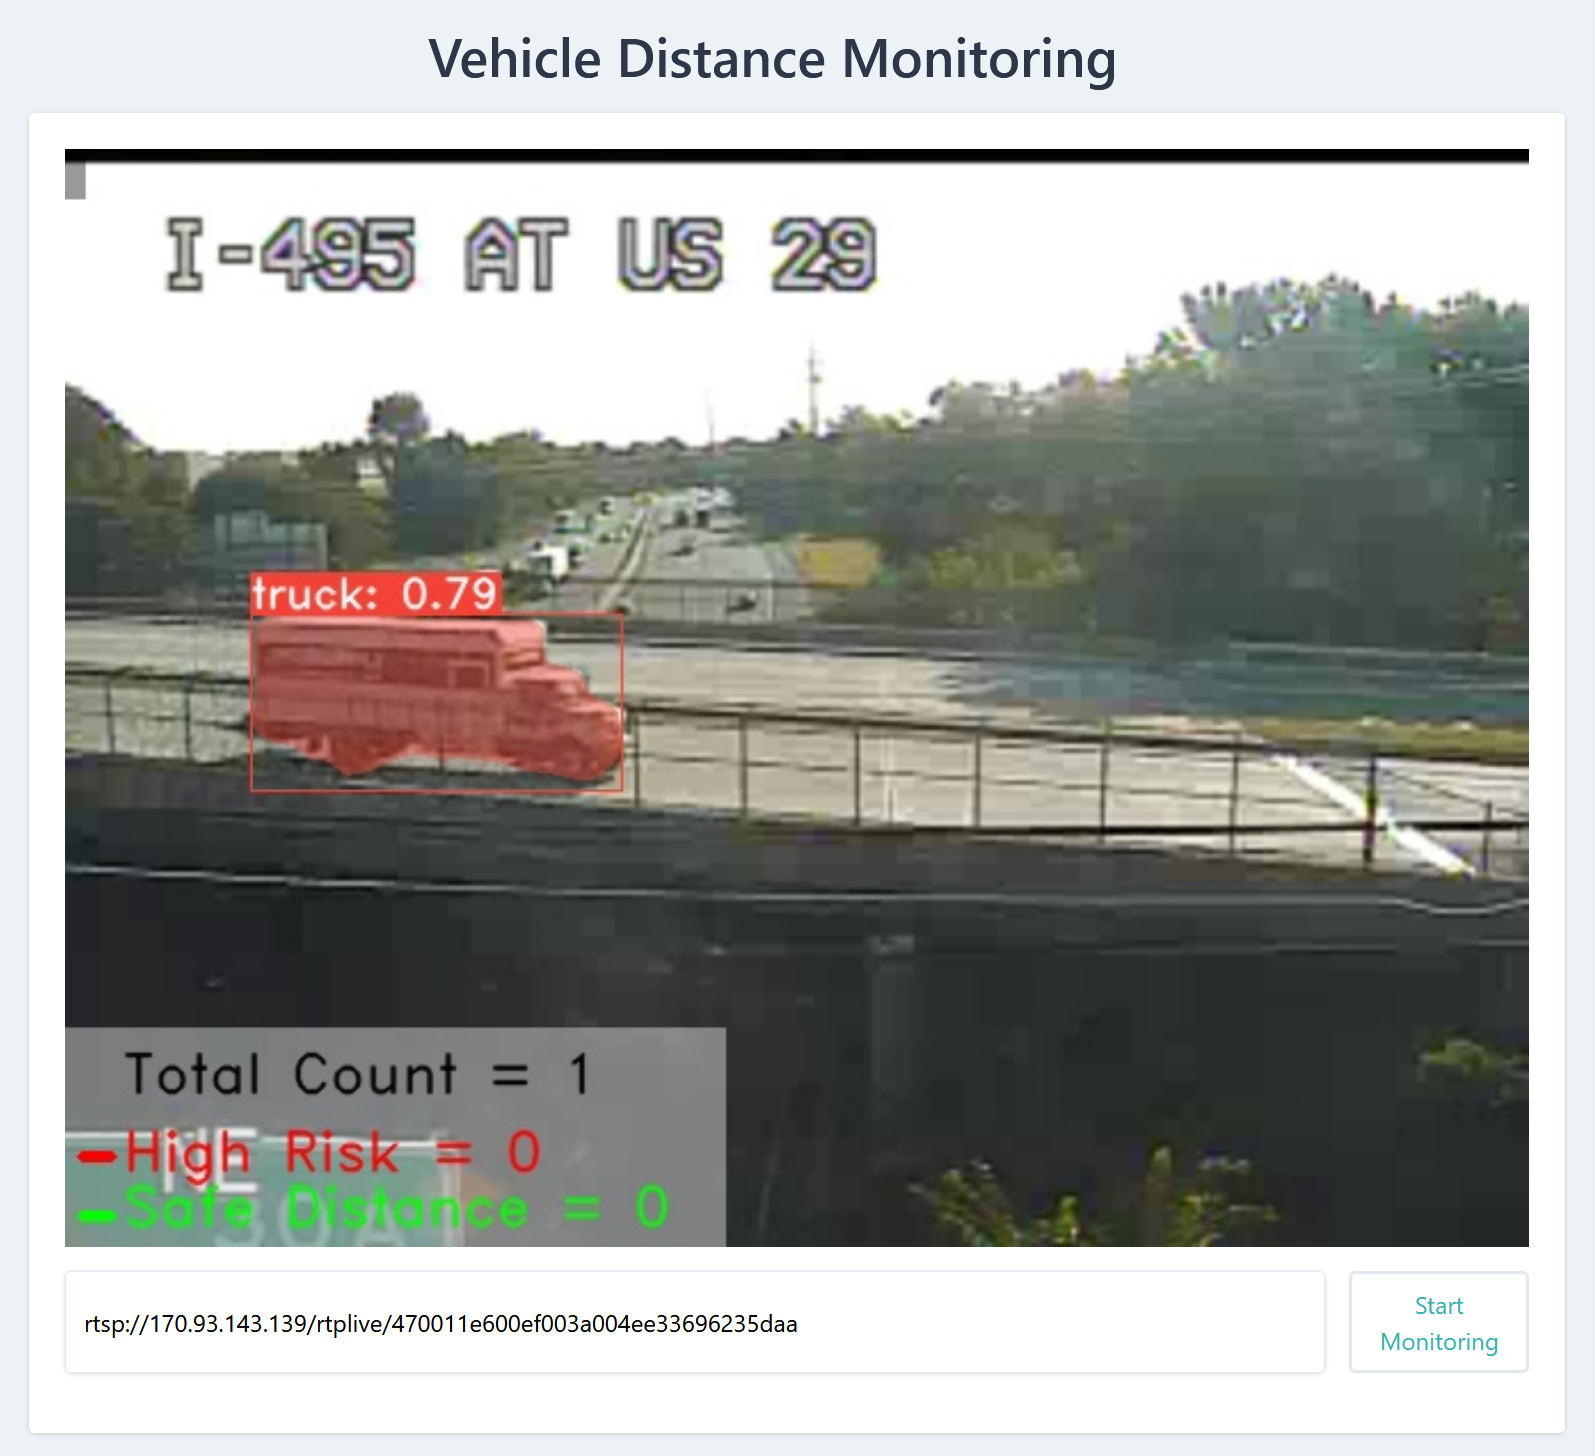 Vehicle Distance Monitoring
I-495 AT US 29
truck: 0.79
Total Count = 1
High Risk = 0
Safe Distance = 0
rtsp://170.93.143.139/rtplive/470011e600ef003a004ee33696235daa
Start
Monitoring